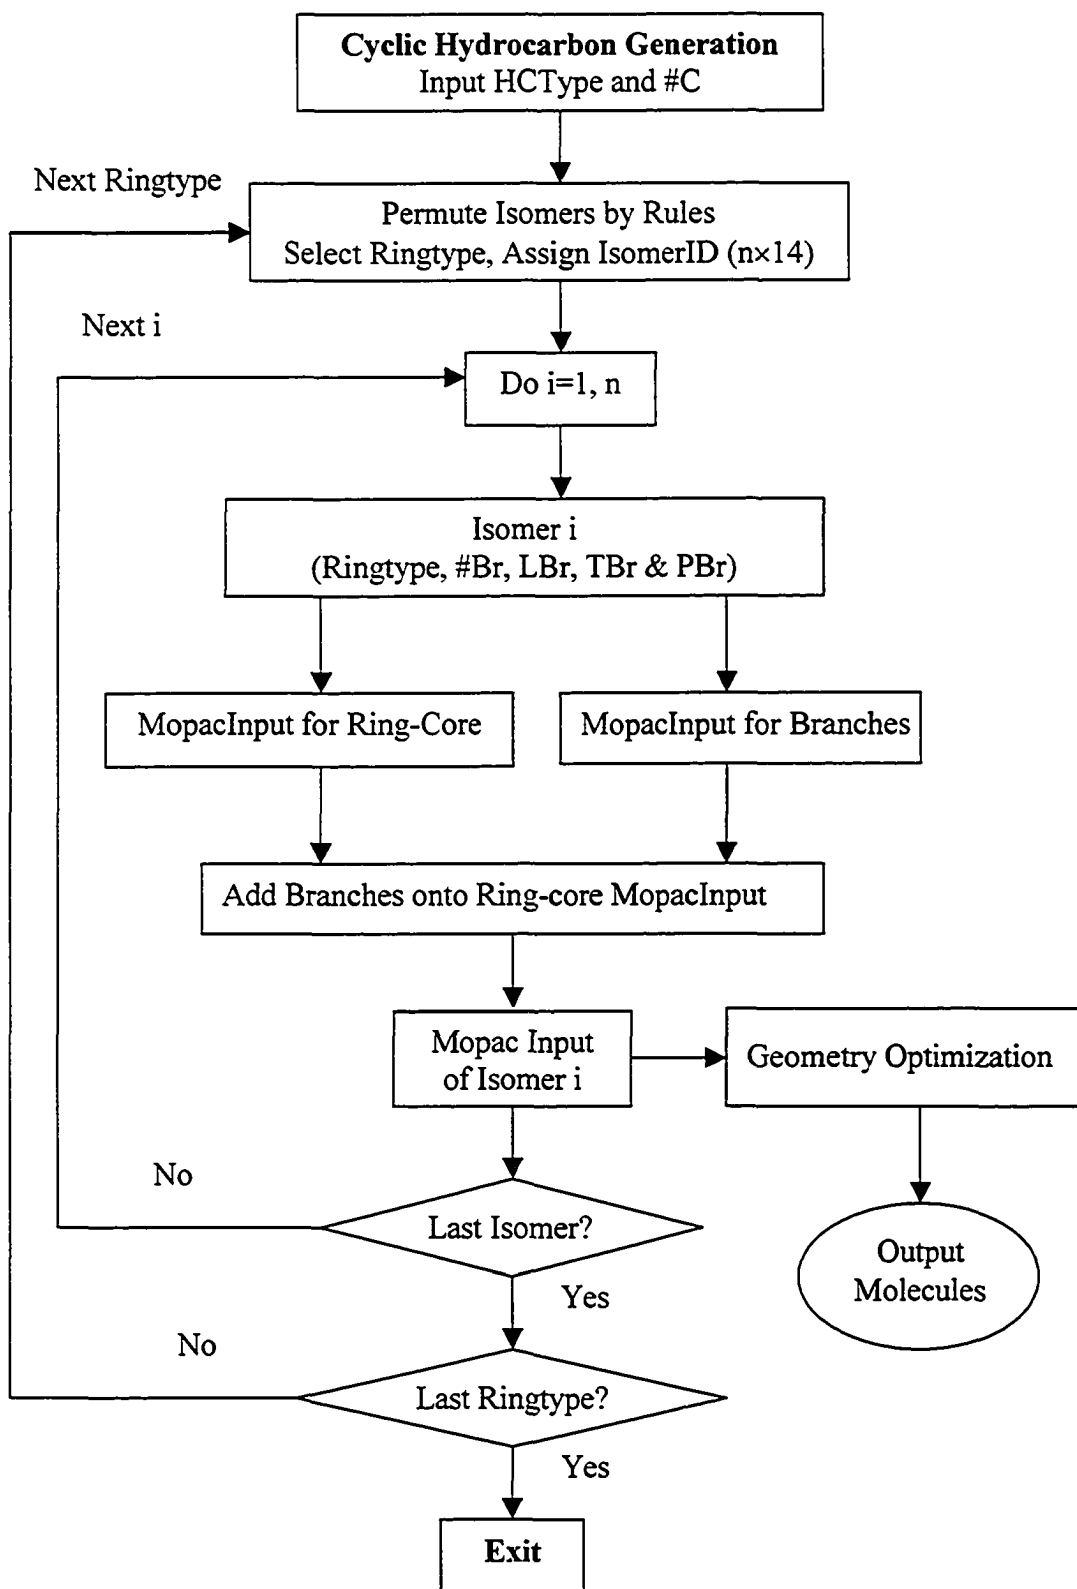 Cyclic Hydrocarbon Generation
Input HCType and #C
Next Ringtype
Permute Isomers by Rules
Select Ringtype, Assign IsomerID (n×14)
Next i
Do i=1, n
Isomer i
(Ringtype, #Br, LBr, TBr & PBr)
MopacInput for Ring-Core
MopacInput for Branches
Add Branches onto Ring-core MopacInput
Mopac Input
of Isomer i
Geometry Optimization
No
Last Isomer?
Output
Molecules
Yes
No
Last Ringtype?
Yes
Exit